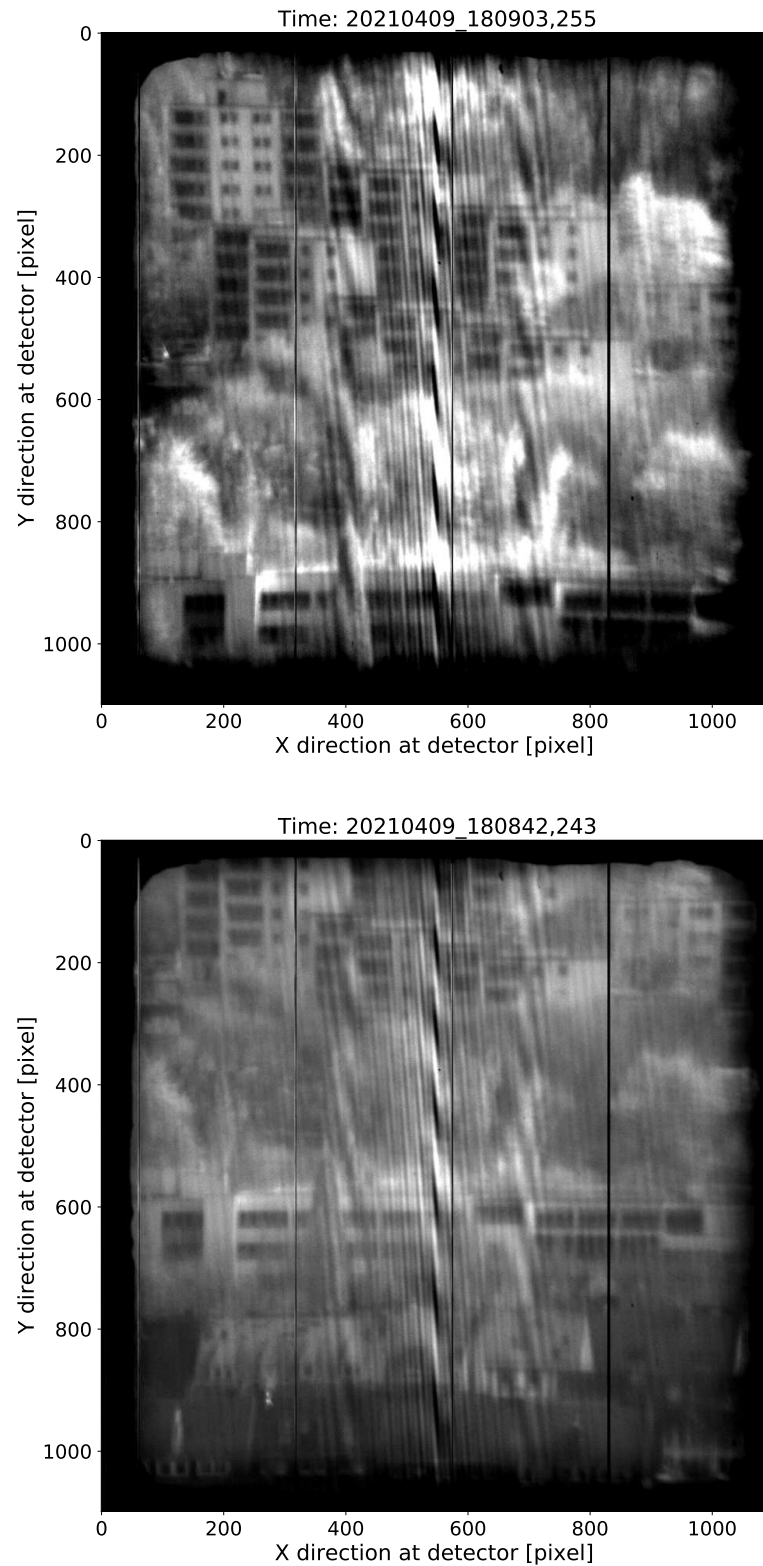 Time: 20210409_180903,255
0
200
400
600
800
1000
Y direction at detector [pixel]
0 200 400 600 800 1000
X direction at detector [pixel]
Time: 20210409_180842,243
0
200
400
600
800
1000
Y direction at detector [pixel]
0 200 400 600 800 1000
X direction at detector [pixel]